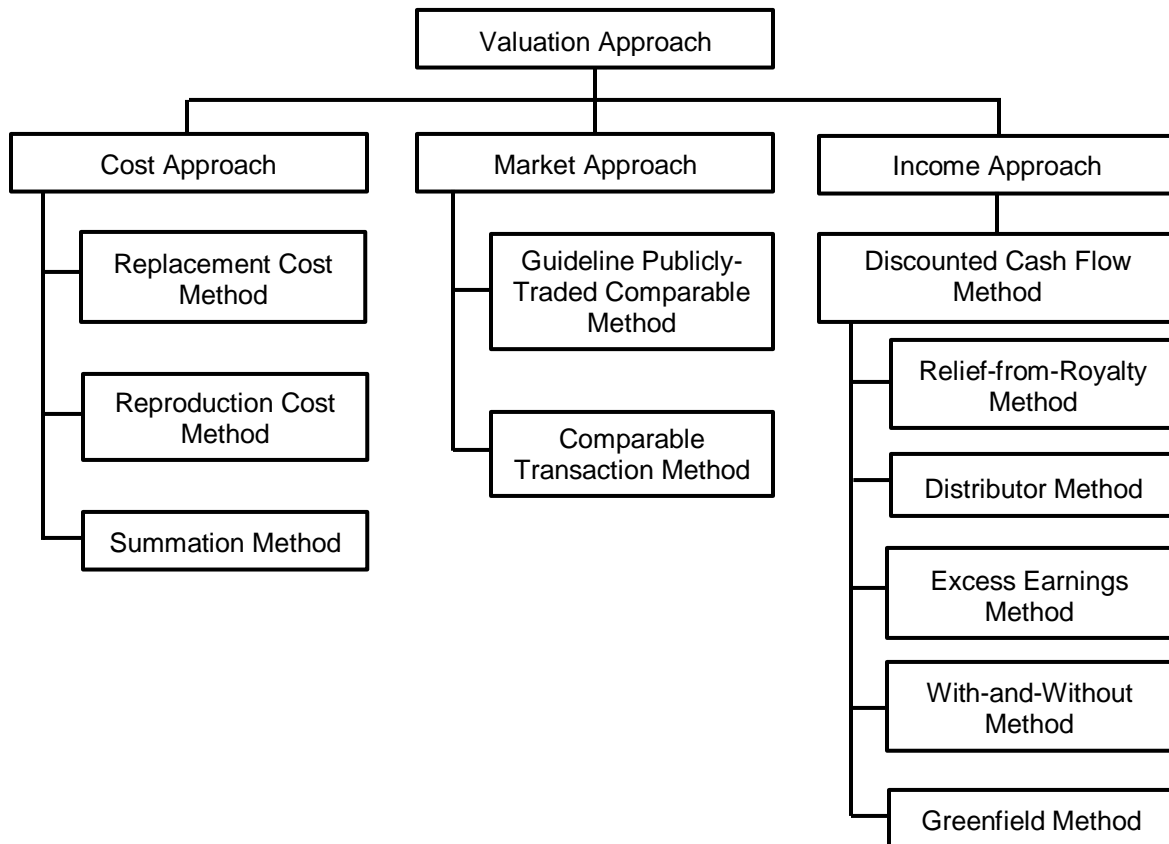 Valuation Approach
Cost Approach
Replacement Cost
Method
Reproduction Cost
Method
Summation Method
Market Approach
Guideline Publicly-
Traded Comparable
Method
Comparable
Transaction Method
Income Approach
Discounted Cash Flow
Method
Relief-from-Royalty
Method
Distributor Method
Excess Earnings
Method
With-and-Without
Method
Greenfield Method